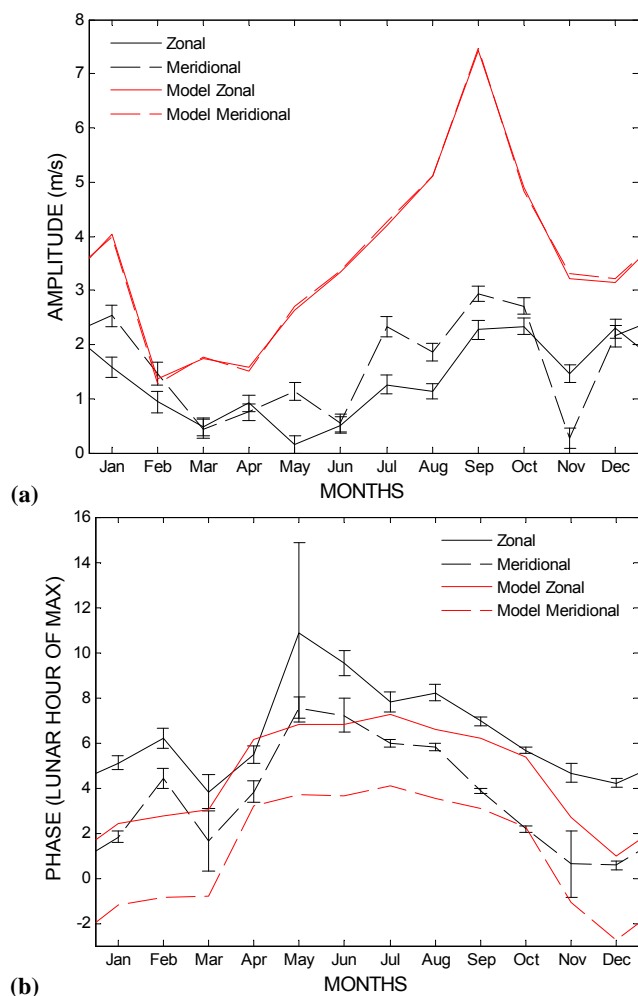 8
7
6
5
4
3
2
1
0
AMPLITUDE (m/s)
Zonal
Meridional
Model Zonal
Model Meridional
Jan Feb Mar Apr May Jun Jul Aug Sep Oct Nov Dec
MONTHS
(a)
16
14
12
10
8
6
4
2
0
-2
PHASE (LUNAR HOUR OF MAX)
Zonal
Meridional
Model Zonal
Model Meridional
Jan Feb Mar Apr May Jun Jul Aug Sep Oct Nov Dec
MONTHS
(b)